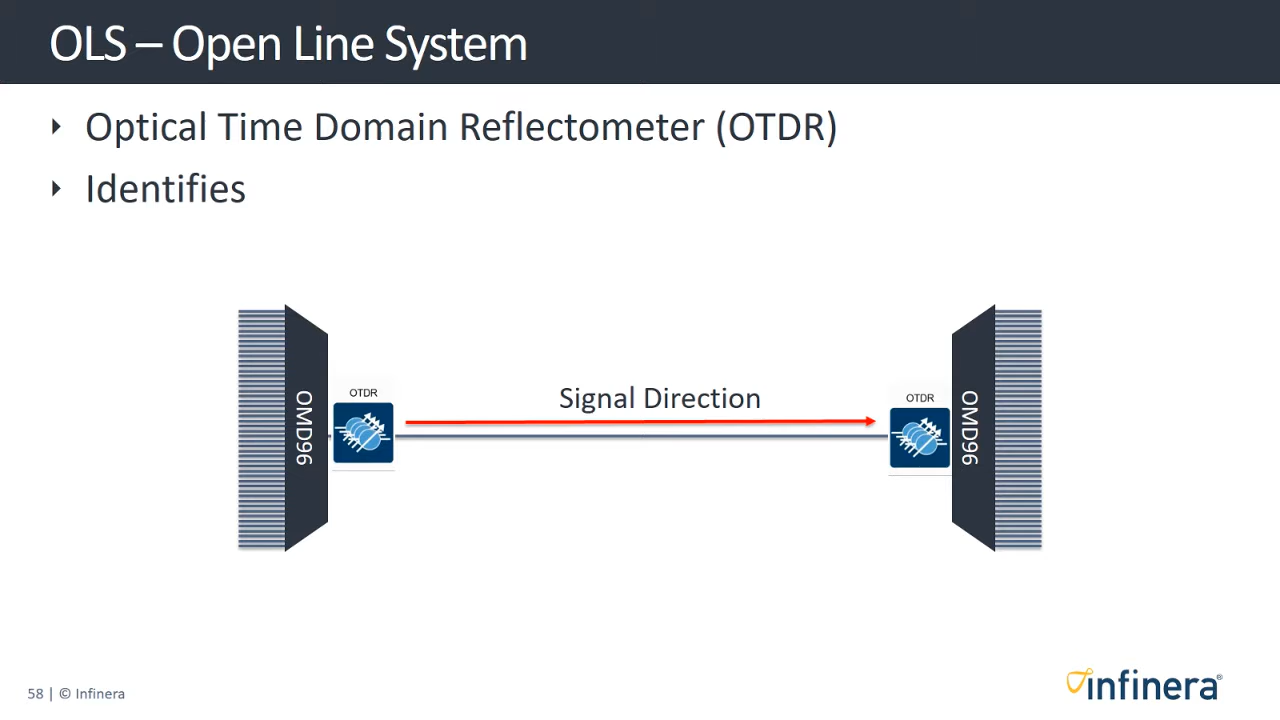 OLS – Open Line System
Optical Time Domain Reflectometer (OTDR)
Identifies
OTDR
Signal Direction
OTDR
OMD96
OMD96
58 | © Infinera
infinera®